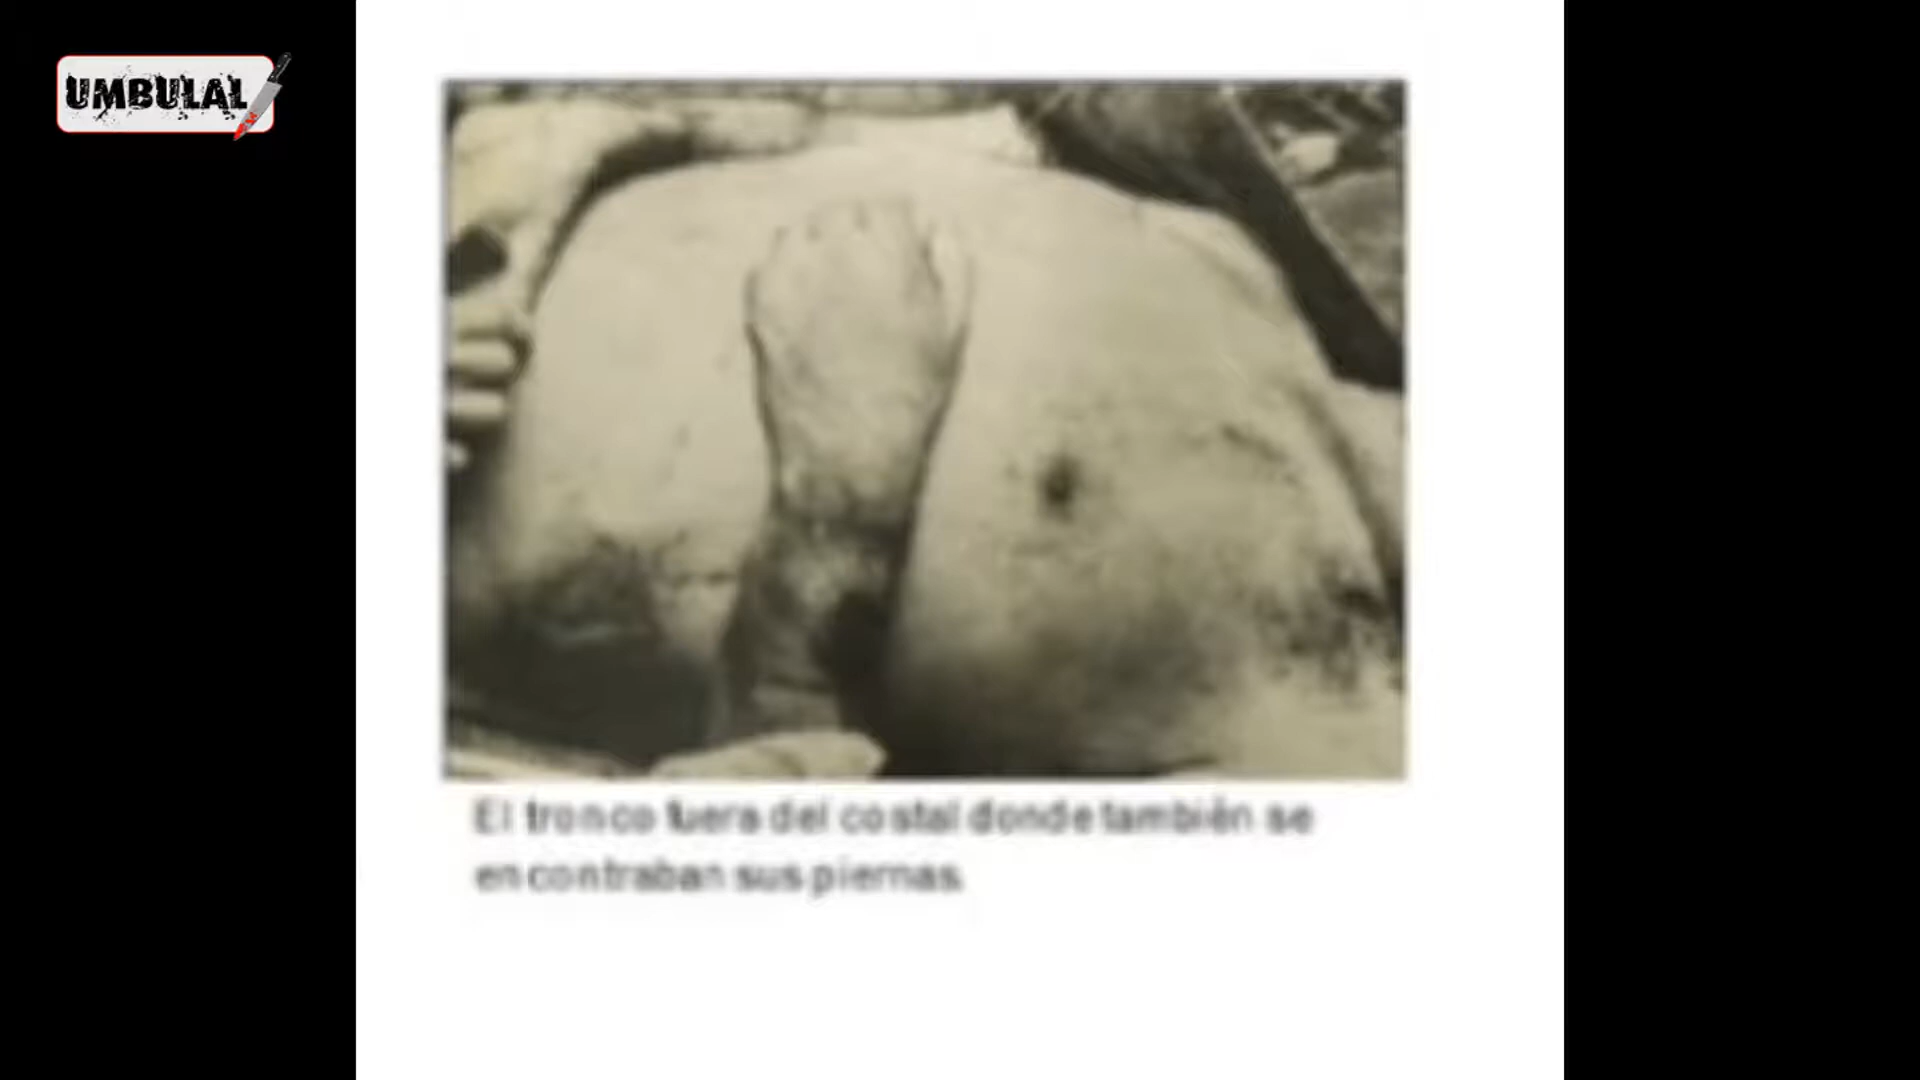 UMBULAL
El tronco fuera del costal donde también se
encontraban sus piernas.